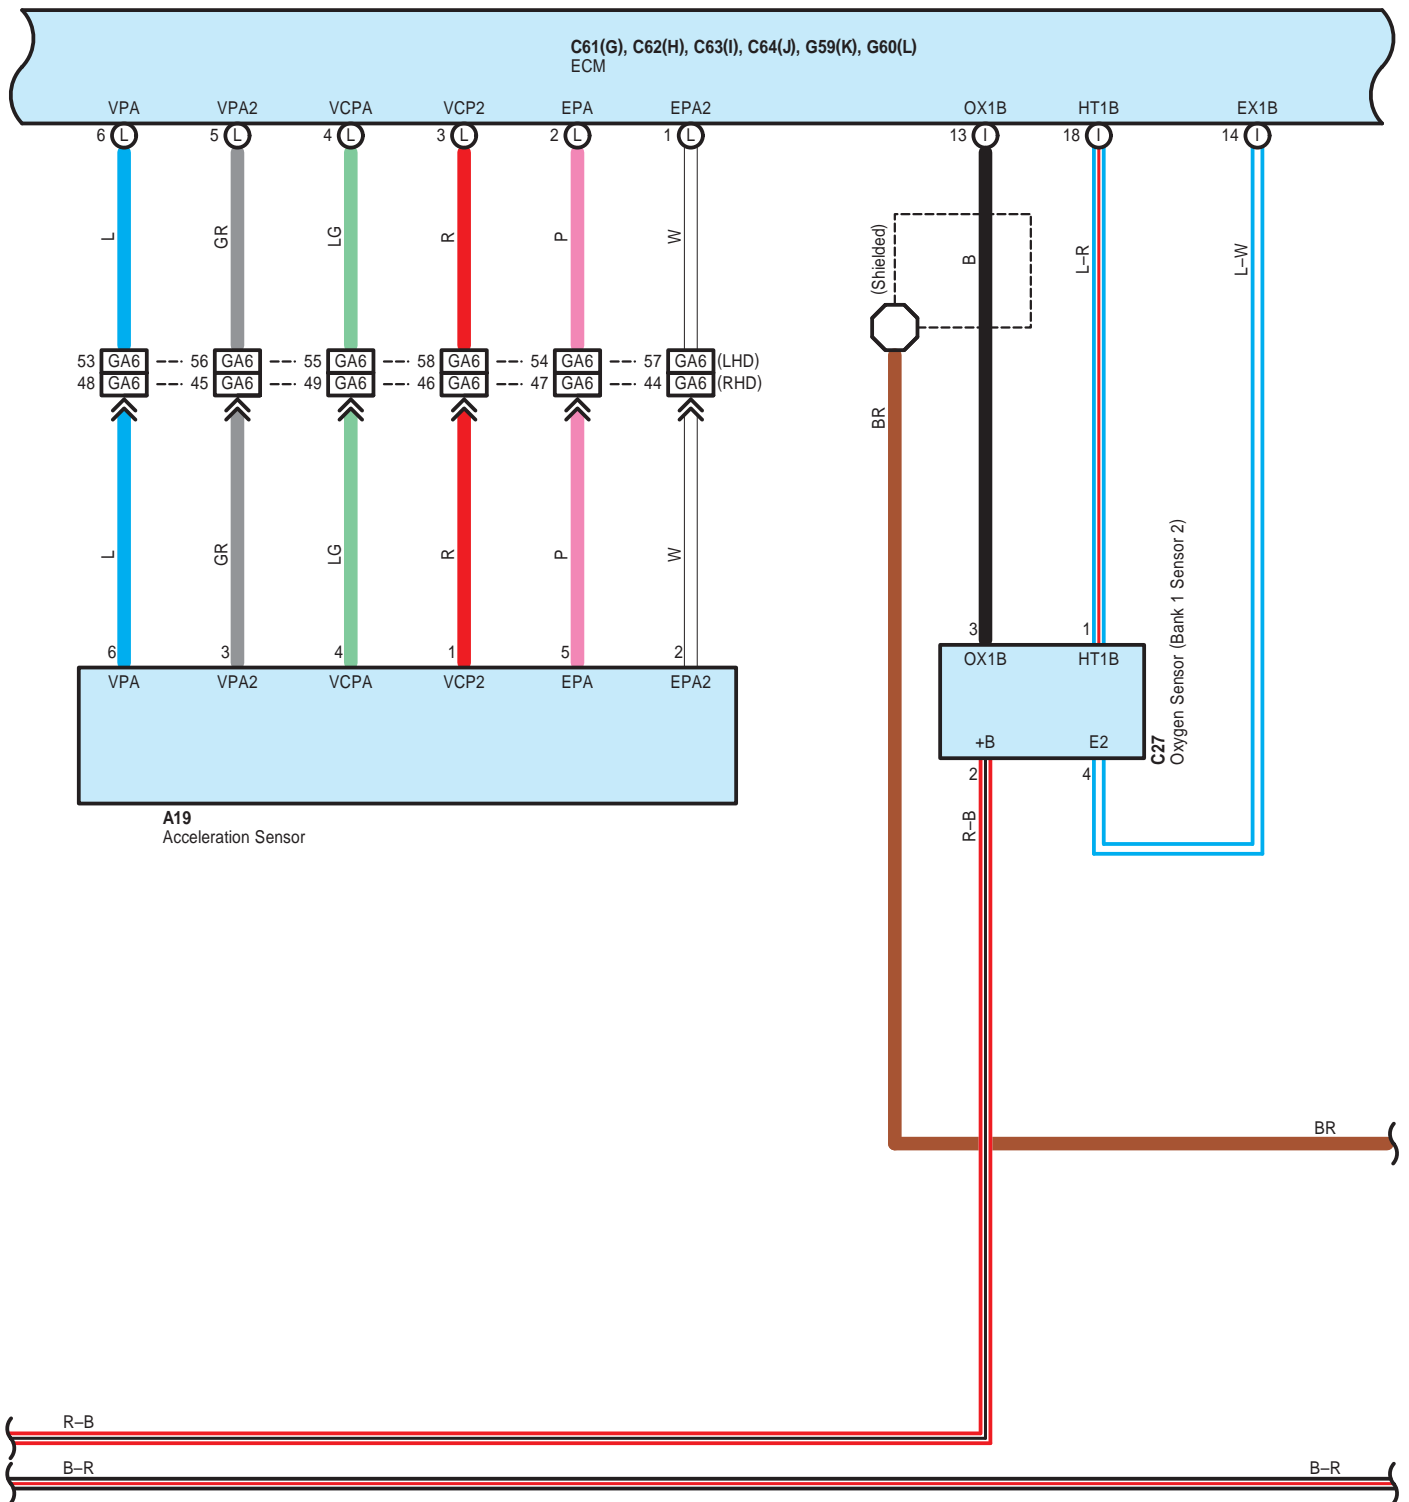 C61(G), C62(H), C63(I), C64(J), G59(K), G60(L)
ECM
VPA VPA2 VCPA VCP2 EPA EPA2 OX1B HT1B EX1B
6 L 5 L 4 L 3 L 2 L 1 L 13 I 18 I 14 I
L GR LG R P W (Shielded) B L–R L–W
53 GA6 56 GA6 55 GA6 58 GA6 54 GA6 57 GA6 (LHD)
48 GA6 45 GA6 49 GA6 46 GA6 47 GA6 44 GA6 (RHD)
BR
L GR LG R P W
6 3 4 1 5 2 3 1
VPA VPA2 VCPA VCP2 EPA EPA2 OX1B HT1B
+B E2
C27
Oxygen Sensor (Bank 1 Sensor 2)
2 4
A19
Acceleration Sensor
R–B
BR
R–B
B–R B–R